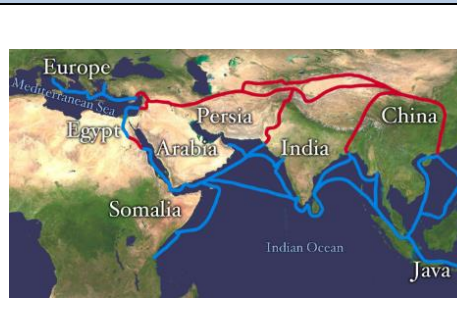 Europe
Mediterranean Sea
Egypt
Persia
China
Arabia
India
Somalia
Indian Ocean
Java